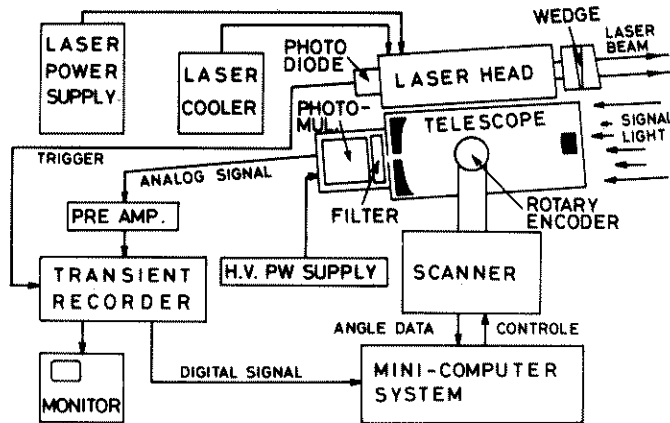 LASER
POWER
SUPPLY
LASER
COOLER
PHOTO
DIODE
LASER HEAD
WEDGE
LASER
BEAM
PHOTO-
MUL.
TELESCOPE
SIGNAL
LIGHT
TRIGGER
ANALOG SIGNAL
FILTER
ROTARY
ENCODER
PRE AMP.
H.V. PW SUPPLY
SCANNER
TRANSIENT
RECORDER
ANGLE DATA
CONTROLE
MONITOR
DIGITAL SIGNAL
MINI-COMPUTER
SYSTEM